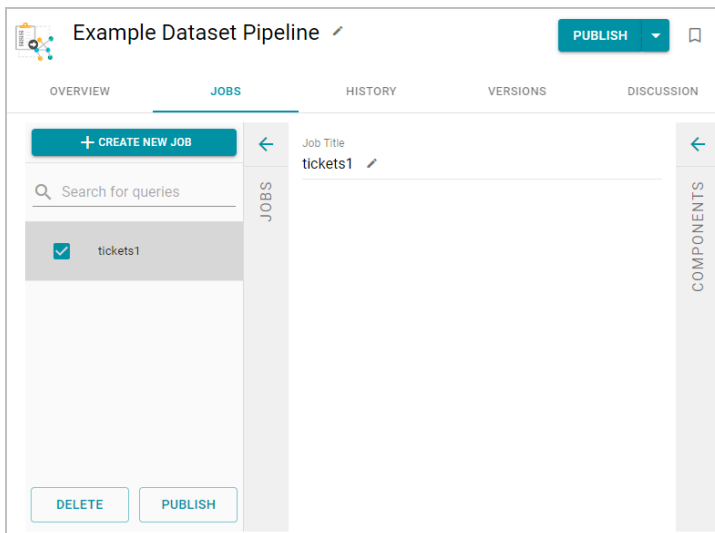 Example Dataset Pipeline
PUBLISH
OVERVIEW
JOBS
HISTORY
VERSIONS
DISCUSSION
CREATE NEW JOB
Search for queries
tickets1
DELETE
PUBLISH
JOBS
Job Title
tickets1
COMPONENTS